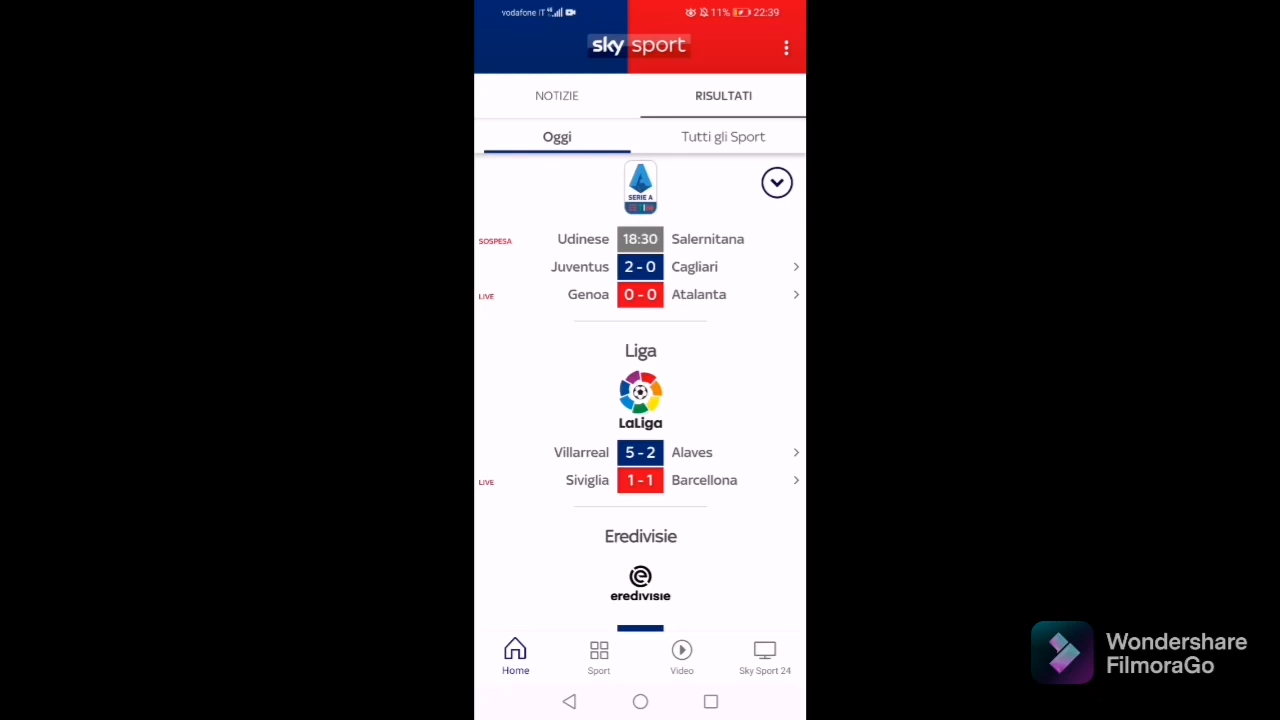 vodafone IT 11% 22:39
sky sport
NOTIZIE RISULTATI
Oggi Tutti gli Sport
SERIE A
TIM
SOSPESA Udinese 18:30 Salernitana
Juventus 2 - 0 Cagliari
LIVE Genoa 0 - 0 Atalanta
Liga
LaLiga
Villarreal 5 - 2 Alaves
LIVE Siviglia 1 - 1 Barcellona
Eredivisie
eredivisie
Home Sport Video Sky Sport 24
Wondershare
FilmoraGo